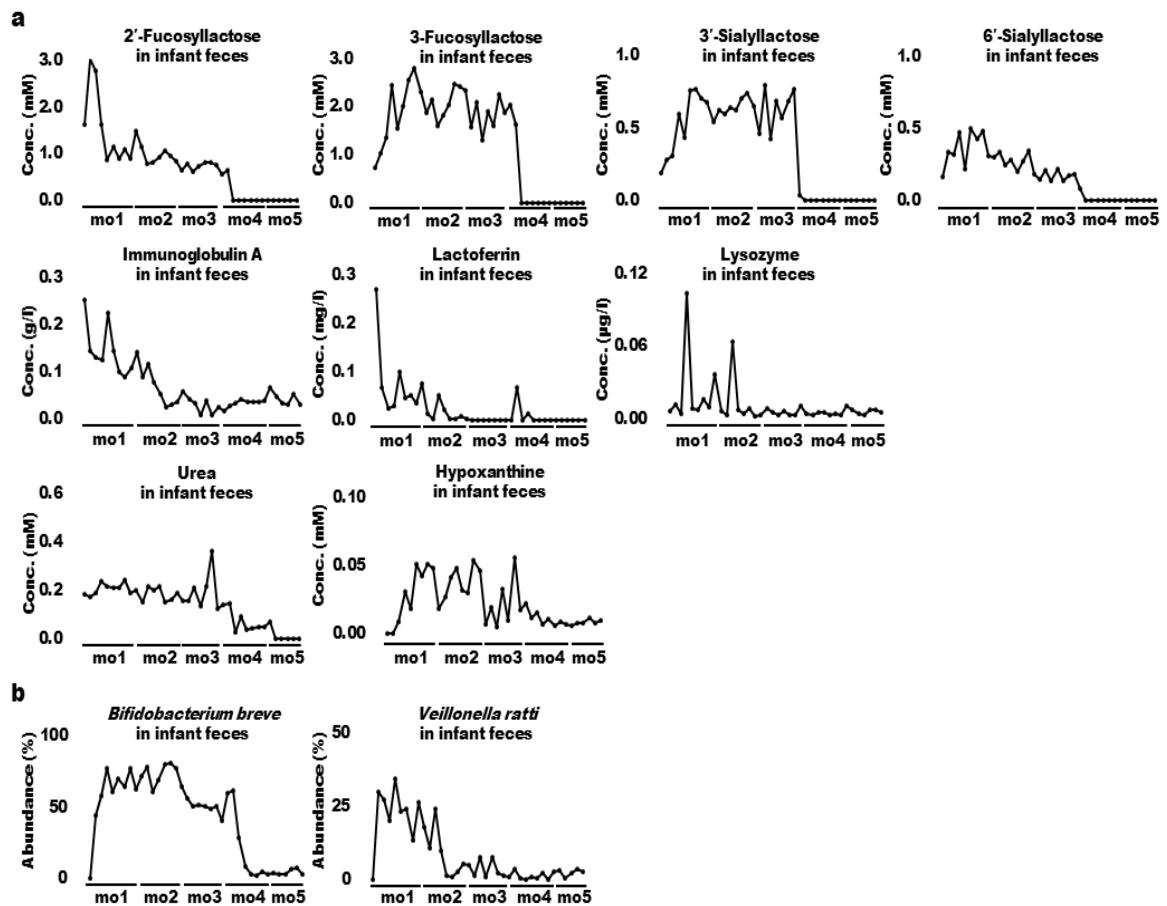 a
2′-Fucosyllactose
in infant feces
Conc. (mM)
3.0
2.0
1.0
0.0
mo1 mo2 mo3 mo4 mo5
3-Fucosyllactose
in infant feces
Conc. (mM)
3.0
2.0
1.0
0.0
mo1 mo2 mo3 mo4 mo5
3′-Sialyllactose
in infant feces
Conc. (mM)
1.0
0.5
0.0
mo1 mo2 mo3 mo4 mo5
6′-Sialyllactose
in infant feces
Conc. (mM)
1.0
0.5
0.0
mo1 mo2 mo3 mo4 mo5
Immunoglobulin A
in infant feces
Conc. (g/l)
0.3
0.2
0.1
0.0
mo1 mo2 mo3 mo4 mo5
Lactoferrin
in infant feces
Conc. (mg/l)
0.3
0.2
0.1
0.0
mo1 mo2 mo3 mo4 mo5
Lysozyme
in infant feces
Conc. (µg/l)
0.12
0.06
0.00
mo1 mo2 mo3 mo4 mo5
Urea
in infant feces
Conc. (mM)
0.6
0.4
0.2
0.0
mo1 mo2 mo3 mo4 mo5
Hypoxanthine
in infant feces
Conc. (mM)
0.10
0.05
0.00
mo1 mo2 mo3 mo4 mo5
b
Bifidobacterium breve
in infant feces
Abundance (%)
100
50
0
mo1 mo2 mo3 mo4 mo5
Veillonella ratti
in infant feces
Abundance (%)
50
25
0
mo1 mo2 mo3 mo4 mo5